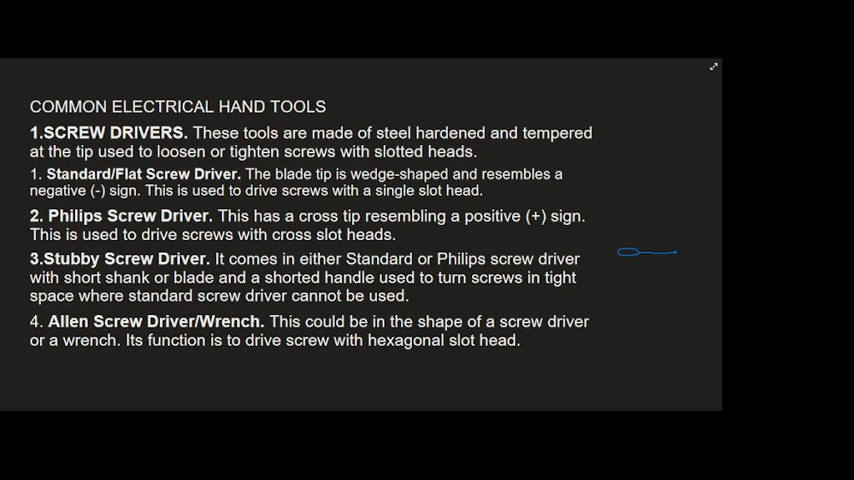 COMMON ELECTRICAL HAND TOOLS
1.SCREW DRIVERS. These tools are made of steel hardened and tempered
at the tip used to loosen or tighten screws with slotted heads.
1. Standard/Flat Screw Driver. The blade tip is wedge-shaped and resembles a
negative (-) sign. This is used to drive screws with a single slot head.
2. Philips Screw Driver. This has a cross tip resembling a positive (+) sign.
This is used to drive screws with cross slot heads.
3.Stubby Screw Driver. It comes in either Standard or Philips screw driver
with short shank or blade and a shorted handle used to turn screws in tight
space where standard screw driver cannot be used.
4. Allen Screw Driver/Wrench. This could be in the shape of a screw driver
or a wrench. Its function is to drive screw with hexagonal slot head.